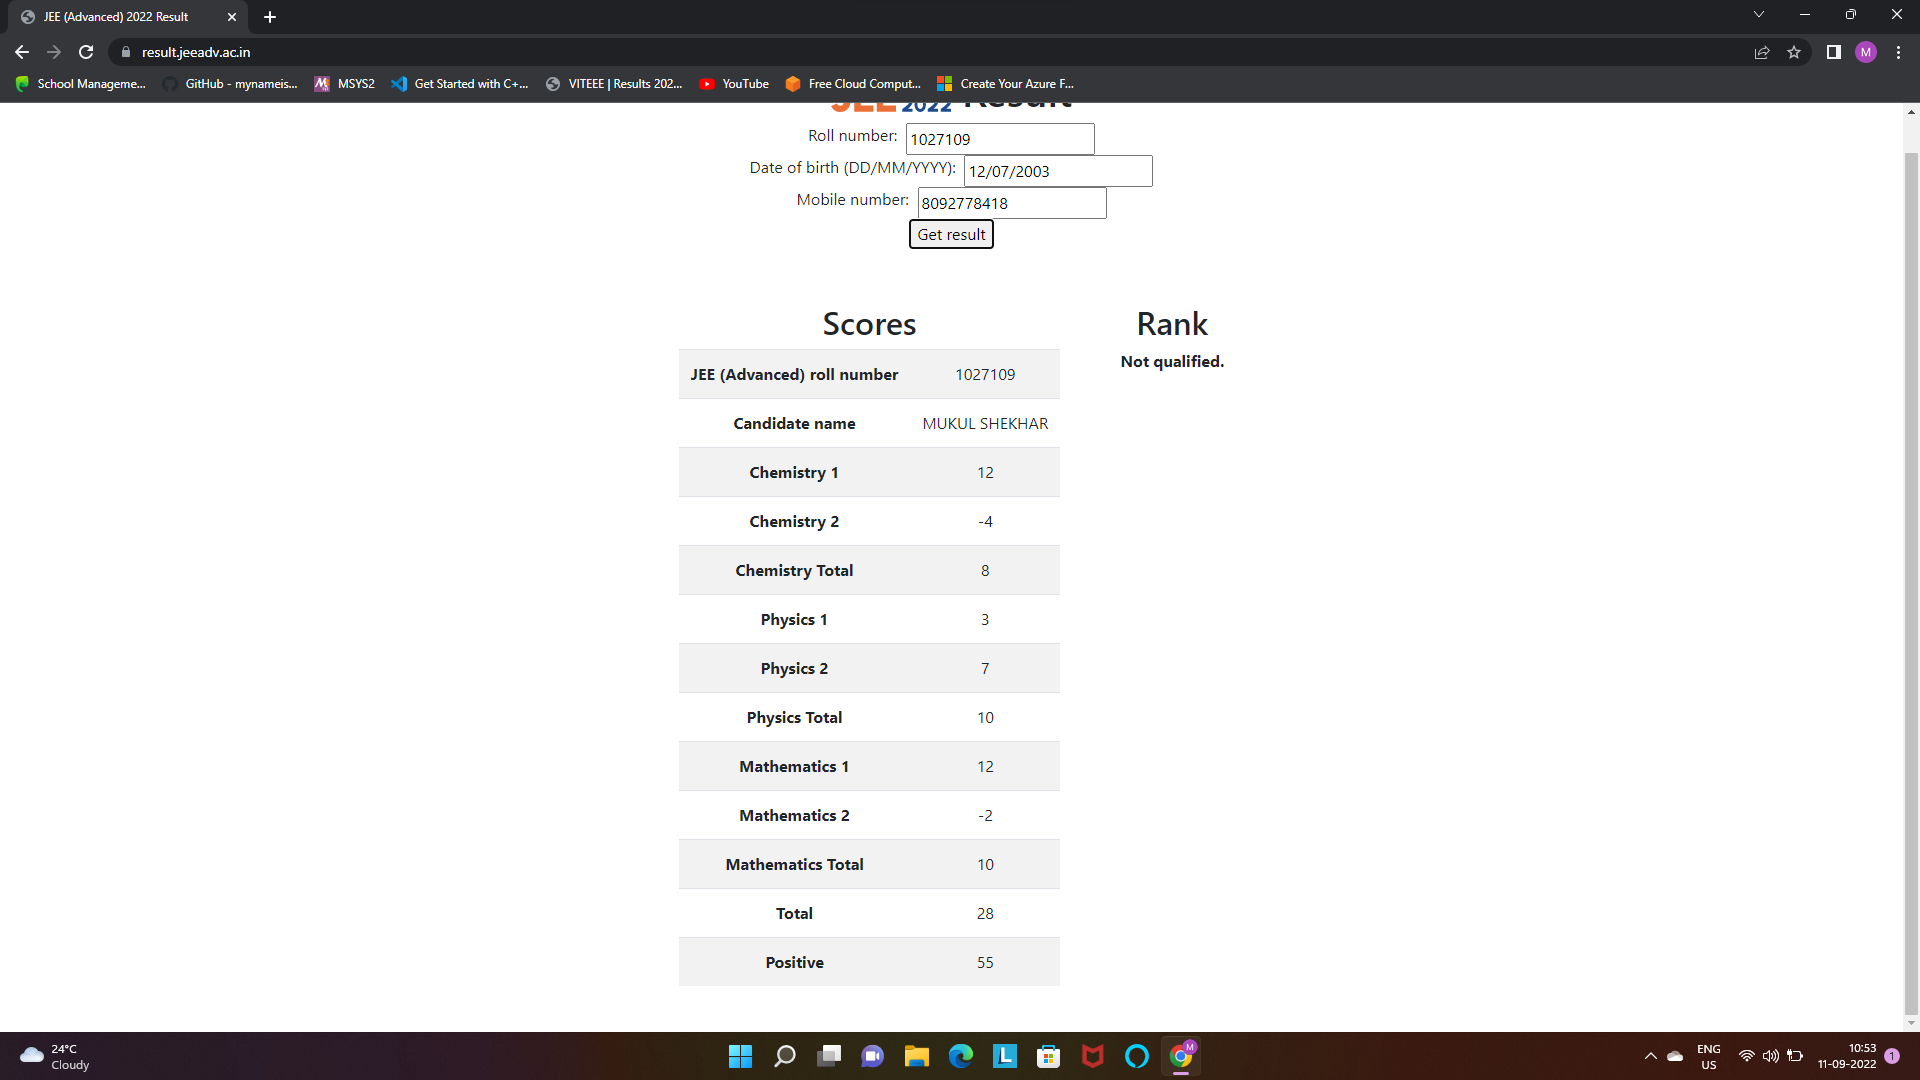 JEE (Advanced) 2022 Result
result.jeeadv.ac.in
M
School Manageme...
GitHub - mynameis...
MSYS2
Get Started with C++...
VITEEE | Results 202...
YouTube
Free Cloud Comput...
Create Your Azure F...
JEE 2022 Result
Roll number: 1027109
Date of birth (DD/MM/YYYY): 12/07/2003
Mobile number: 8092778418
Get result
Scores
JEE (Advanced) roll number 1027109
Candidate name MUKUL SHEKHAR
Chemistry 1 12
Chemistry 2 -4
Chemistry Total 8
Physics 1 3
Physics 2 7
Physics Total 10
Mathematics 1 12
Mathematics 2 -2
Mathematics Total 10
Total 28
Positive 55
Rank
Not qualified.
24°C
Cloudy
L
M
ENG
US
10:53
11-09-2022
1